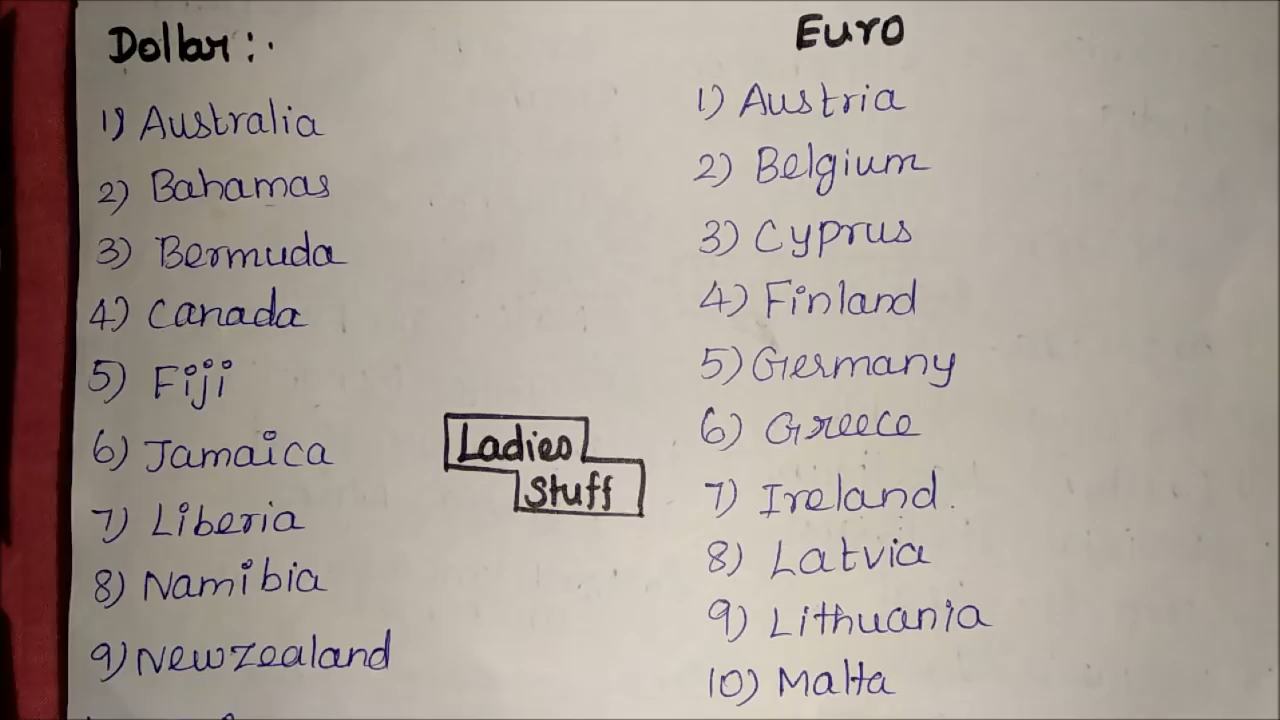 Dollar :.
1) Australia
2) Bahamas
3) Bermuda
4) Canada
5) Fiji
6) Jamaica
7) Liberia
8) Namibia
9) Newzealand
Ladies
Stuff
Euro
1) Austria
2) Belgium
3) Cyprus
4) Finland
5) Germany
6) Greece
7) Ireland.
8) Latvia
9) Lithuania
10) Malta